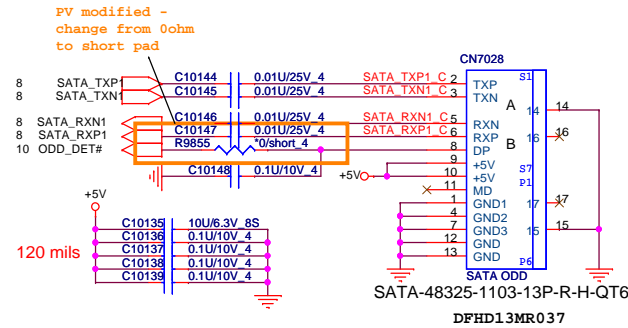 PV modified -
change from 0ohm
to short pad
CN7028
8 SATA_TXP1 C10144 0.01U/25V_4 SATA_TXP1_C 2 TXP S1
8 SATA_TXN1 C10145 0.01U/25V_4 SATA_TXN1_C 3 TXN
A 14 14
8 SATA_RXN1 C10146 0.01U/25V_4 SATA_RXN1_C 5 RXN
8 SATA_RXP1 C10147 0.01U/25V_4 SATA_RXP1_C 6 RXP 16 16
10 ODD_DET# R9855 *0/short_4 8 DP B
C10148 0.1U/10V_4 9 +5V S7
+5V 10 +5V P1
11 MD
1 GND1 17 17
4 GND2
7 GND3 15 15
12 GND
13 GND P6
+5V
C10135 10U/6.3V_8S
C10136 0.1U/10V_4
C10137 0.1U/10V_4
C10138 0.1U/10V_4
C10139 0.1U/10V_4
120 mils
SATA ODD
SATA-48325-1103-13P-R-H-QT6
DFHD13MR037